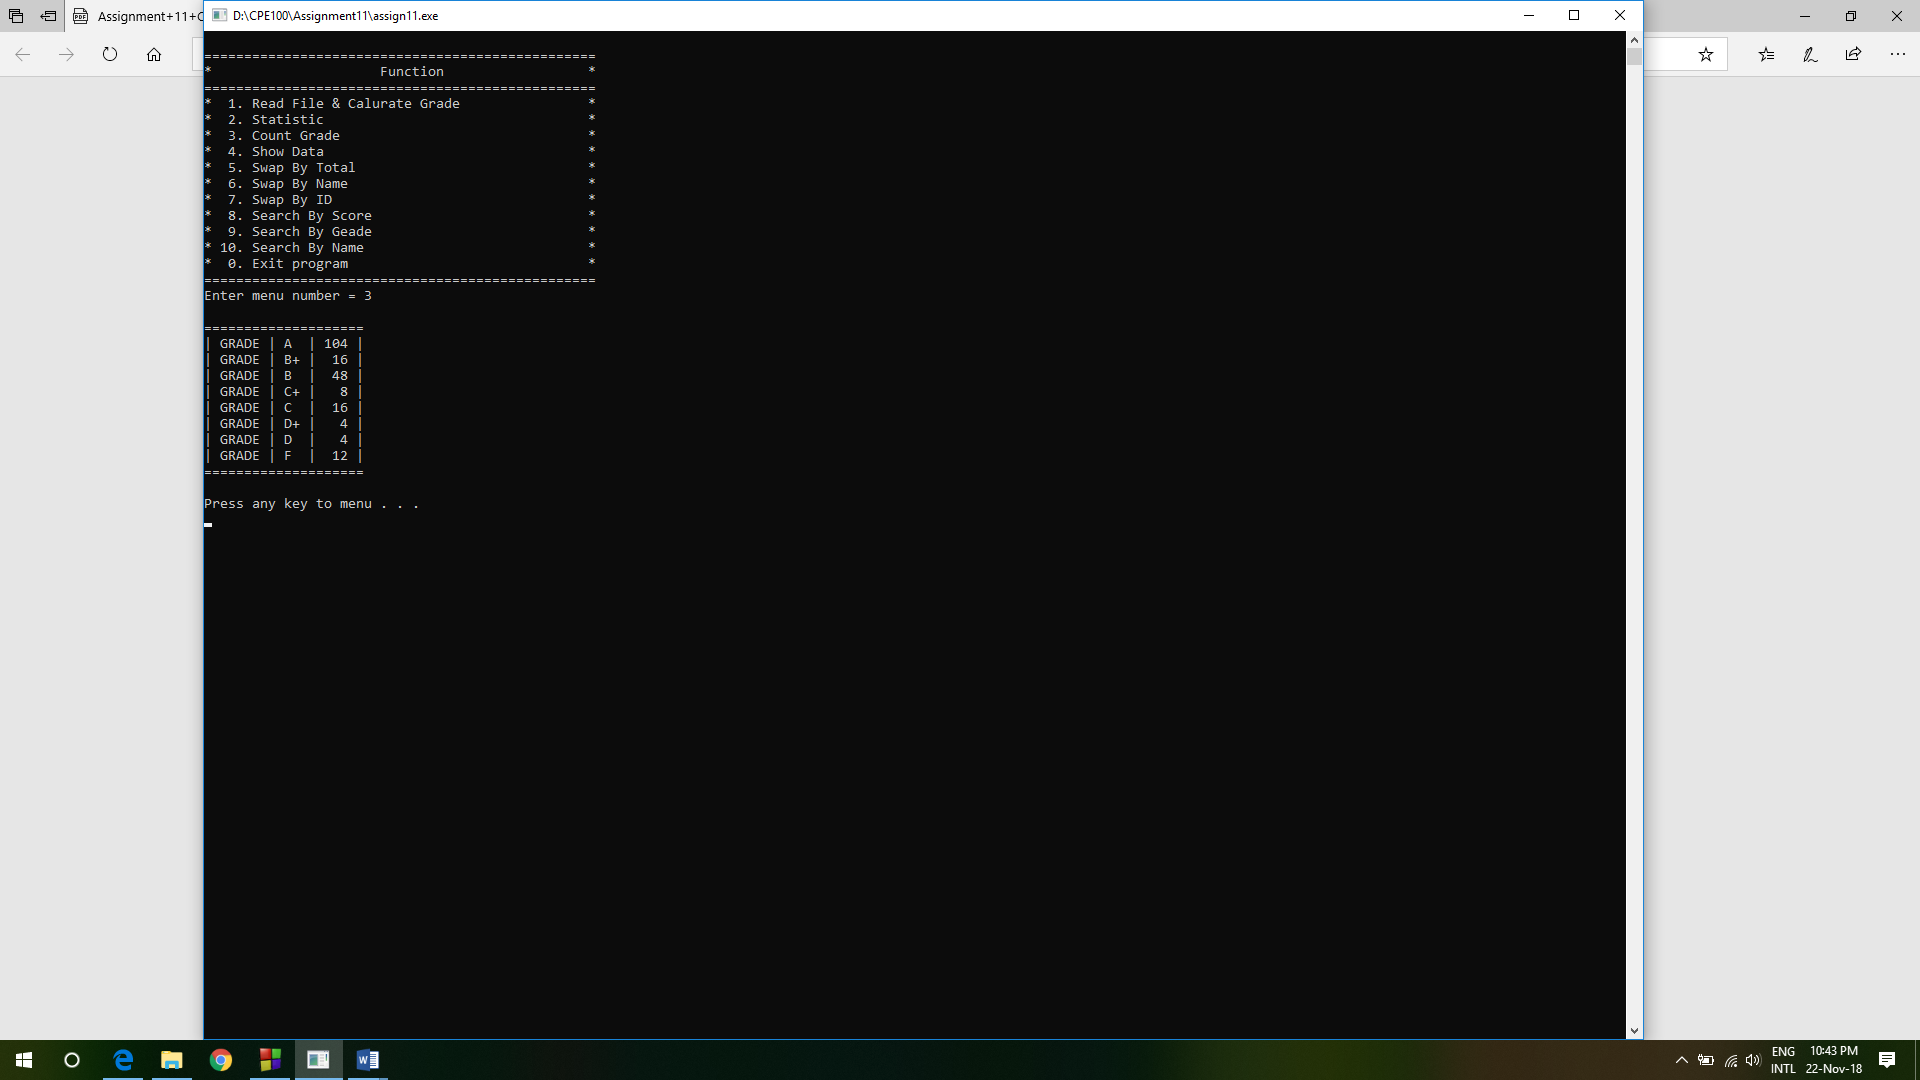 Assignment+11+C
D:\CPE100\Assignment11\assign11.exe
=================================================
* Function *
=================================================
* 1. Read File & Calurate Grade *
* 2. Statistic *
* 3. Count Grade *
* 4. Show Data *
* 5. Swap By Total *
* 6. Swap By Name *
* 7. Swap By ID *
* 8. Search By Score *
* 9. Search By Geade *
* 10. Search By Name *
* 0. Exit program *
=================================================
Enter menu number = 3
====================
| GRADE | A | 104 |
| GRADE | B+ | 16 |
| GRADE | B | 48 |
| GRADE | C+ | 8 |
| GRADE | C | 16 |
| GRADE | D+ | 4 |
| GRADE | D | 4 |
| GRADE | F | 12 |
====================
Press any key to menu . . .
ENG 10:43 PM
INTL 22-Nov-18